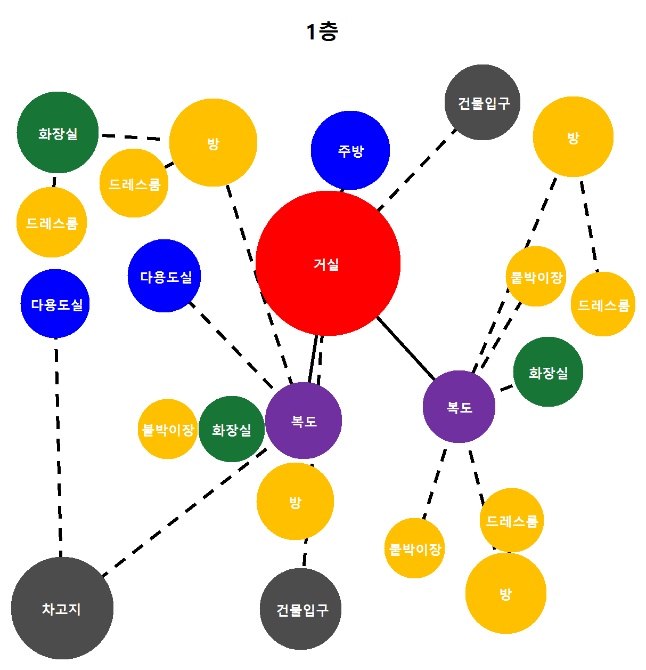 1층
건물입구
화장실
방
주방
방
드레스룸
드레스룸
거실
다용도실
다용도실
붙박이장
드레스룸
화장실
복도
복도
붙박이장
화장실
방
드레스룸
붙박이장
방
차고지
건물입구